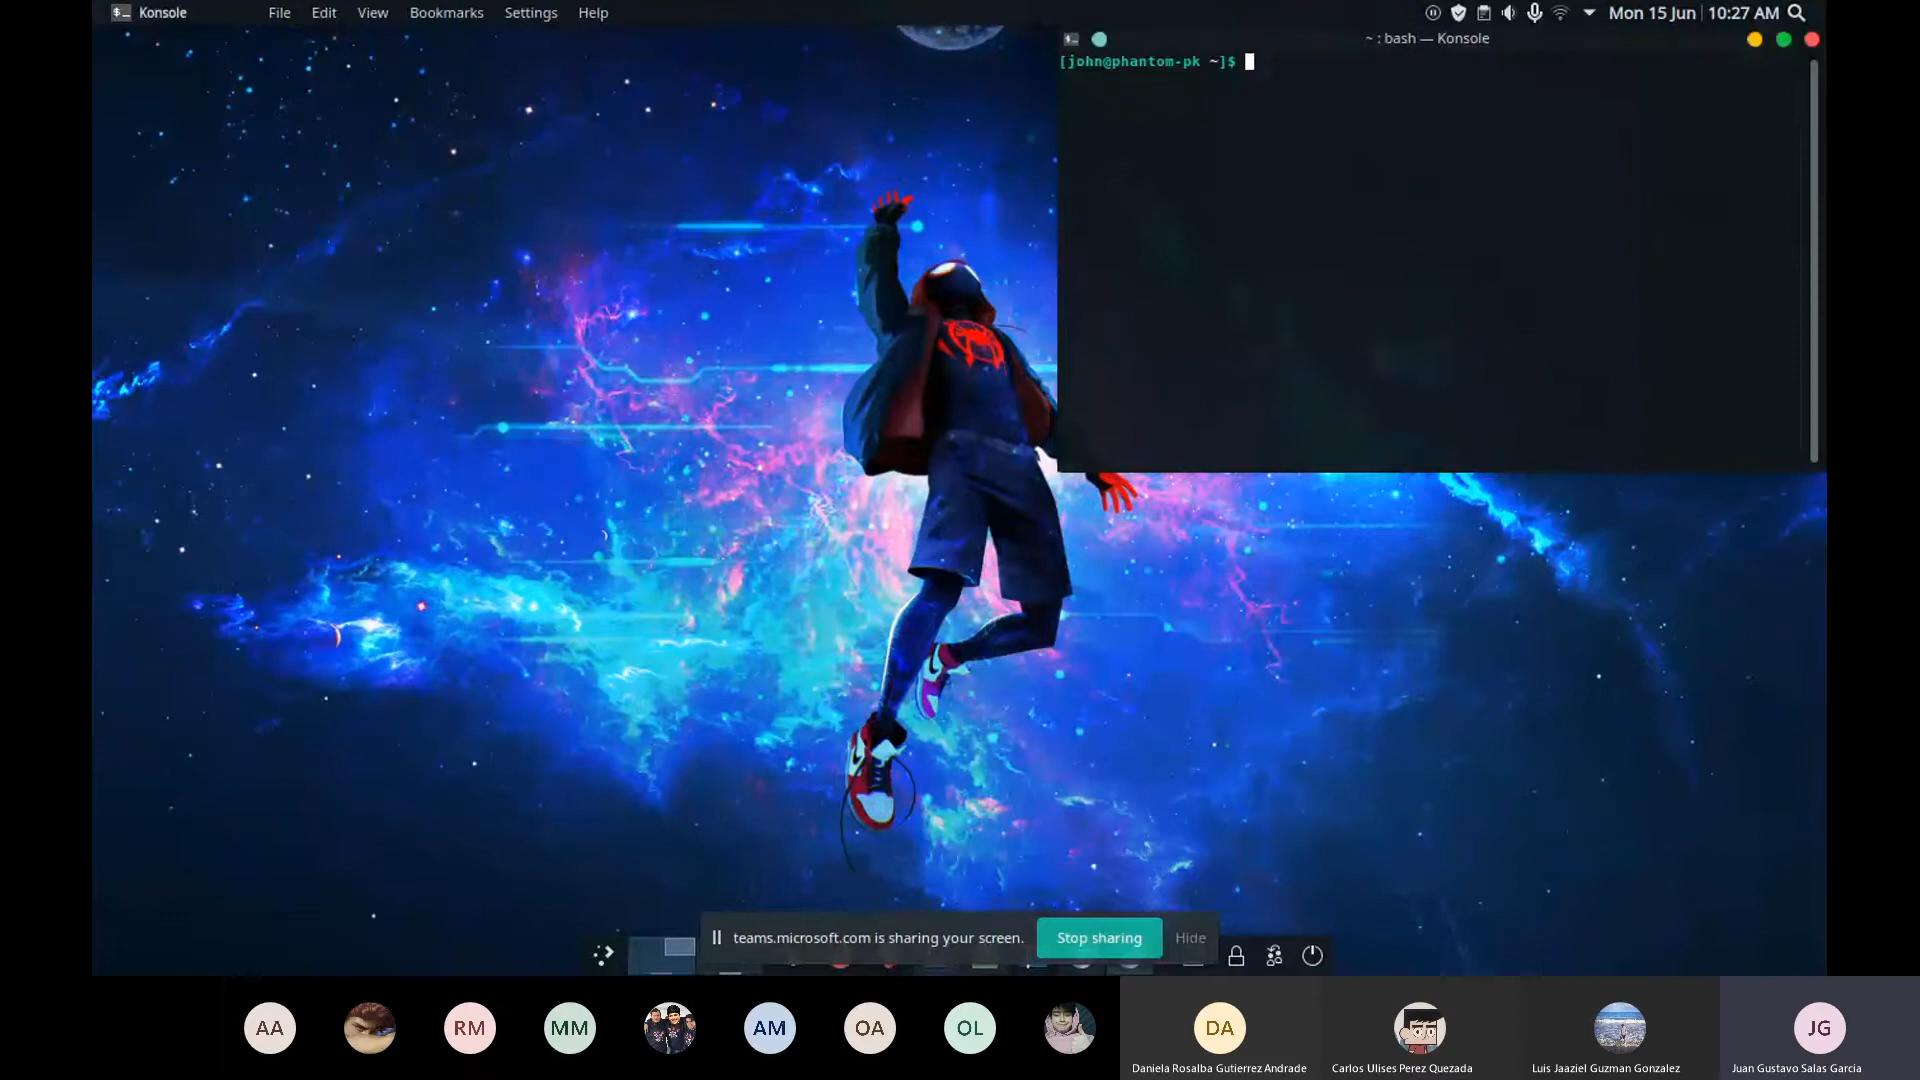 Konsole File Edit View Bookmarks Settings Help Mon 15 Jun 10:27 AM
~ : bash — Konsole
[john@phantom-pk ~]$
teams.microsoft.com is sharing your screen. Stop sharing Hide
AA RM MM AM OA OL DA JG
Daniela Rosalba Gutierrez Andrade Carlos Ulises Perez Quezada Luis Jaaziel Guzman Gonzalez Juan Gustavo Salas Garcia